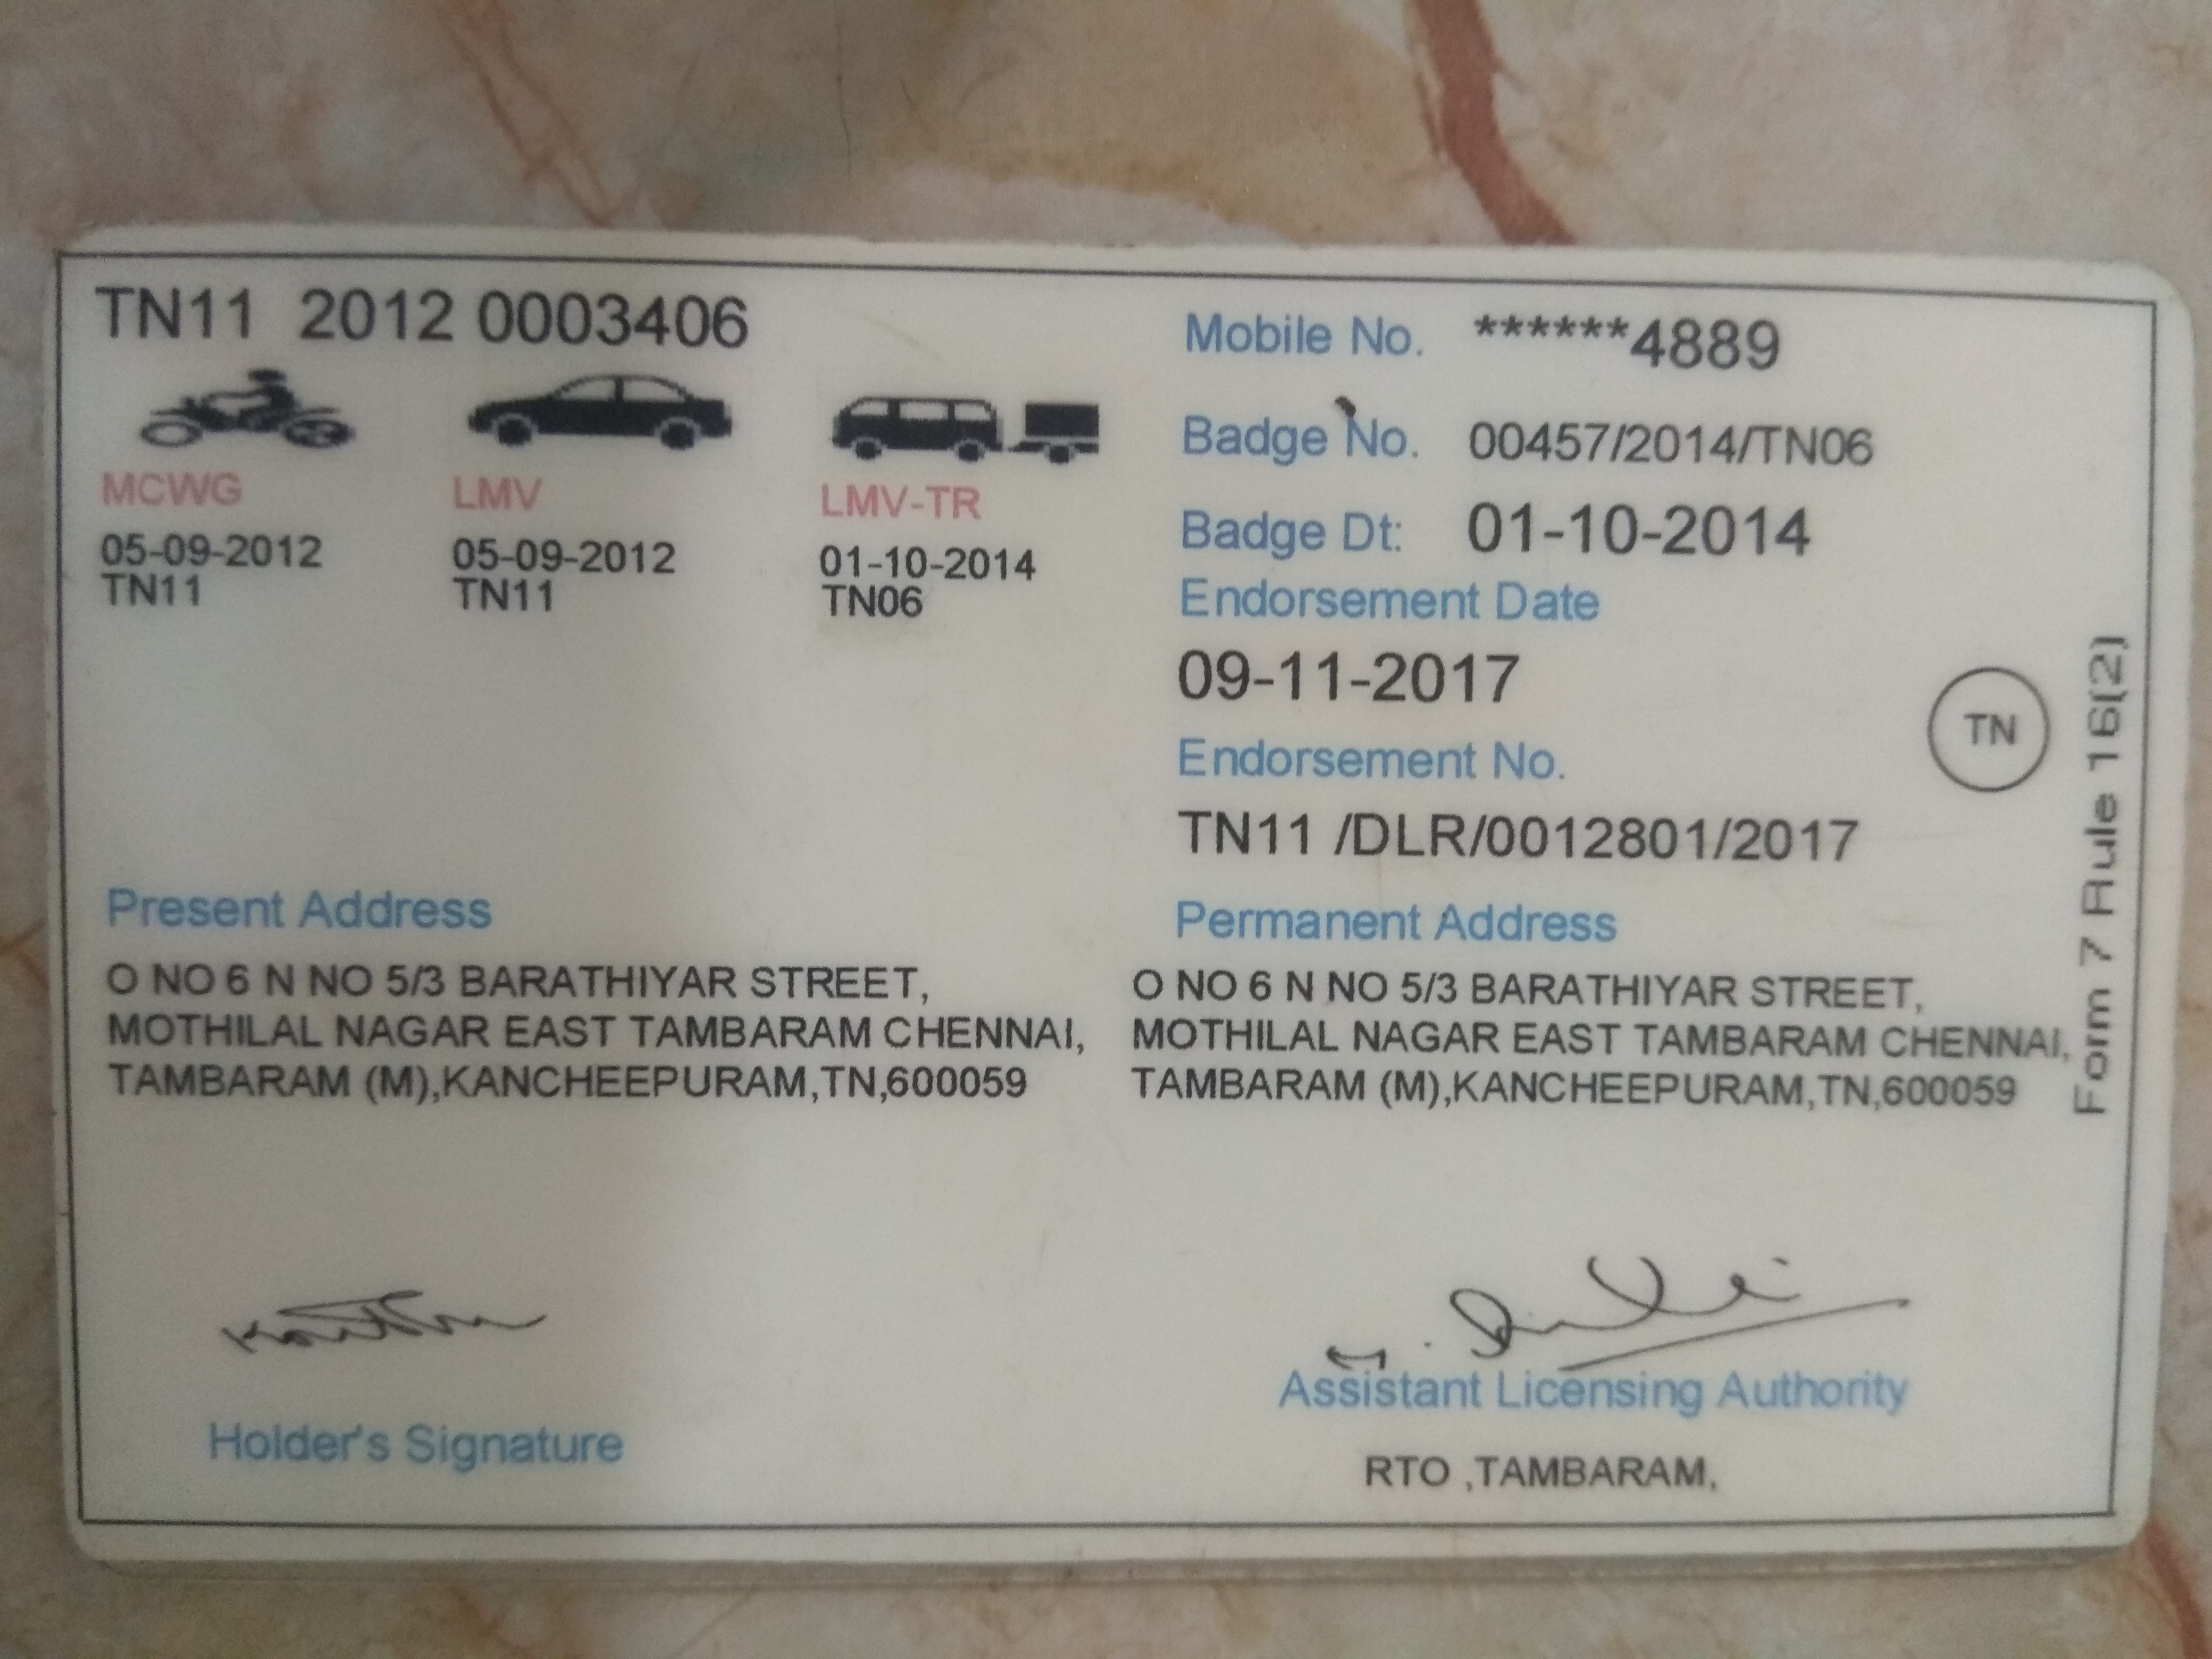 TN11 2012 0003406
MCWG
05-09-2012
TN11
LMV
05-09-2012
TN11
LMV-TR
01-10-2014
TN06
Mobile No. ******4889
Badge No. 00457/2014/TN06
Badge Dt: 01-10-2014
Endorsement Date
09-11-2017
Endorsement No.
TN11 /DLR/0012801/2017
TN
Form 7 Rule 16(2)
Present Address
O NO 6 N NO 5/3 BARATHIYAR STREET,
MOTHILAL NAGAR EAST TAMBARAM CHENNAI,
TAMBARAM (M),KANCHEEPURAM,TN,600059
Permanent Address
O NO 6 N NO 5/3 BARATHIYAR STREET,
MOTHILAL NAGAR EAST TAMBARAM CHENNAI,
TAMBARAM (M),KANCHEEPURAM,TN,600059
Holder's Signature
Assistant Licensing Authority
RTO ,TAMBARAM,